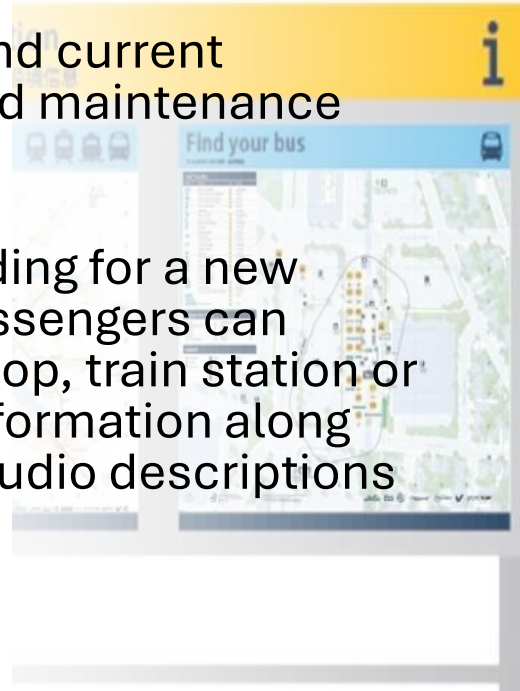 nd current
d maintenance
Find your bus
ding for a new
ssengers can
op, train station or
formation along
udio descriptions